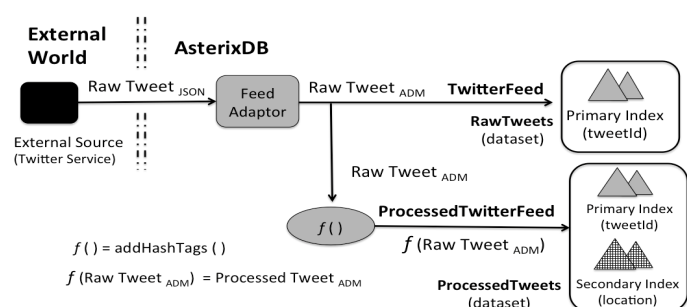 External
World
AsterixDB
Raw Tweet JSON
Feed
Adaptor
Raw Tweet ADM
TwitterFeed
RawTweets
(dataset)
Primary Index
(tweetId)
External Source
(Twitter Service)
Raw Tweet ADM
f ( )
ProcessedTwitterFeed
f (Raw Tweet ADM)
Primary Index
(tweetId)
f ( ) = addHashTags ( )
f (Raw Tweet ADM) = Processed Tweet ADM
ProcessedTweets
(dataset)
Secondary Index
(location)